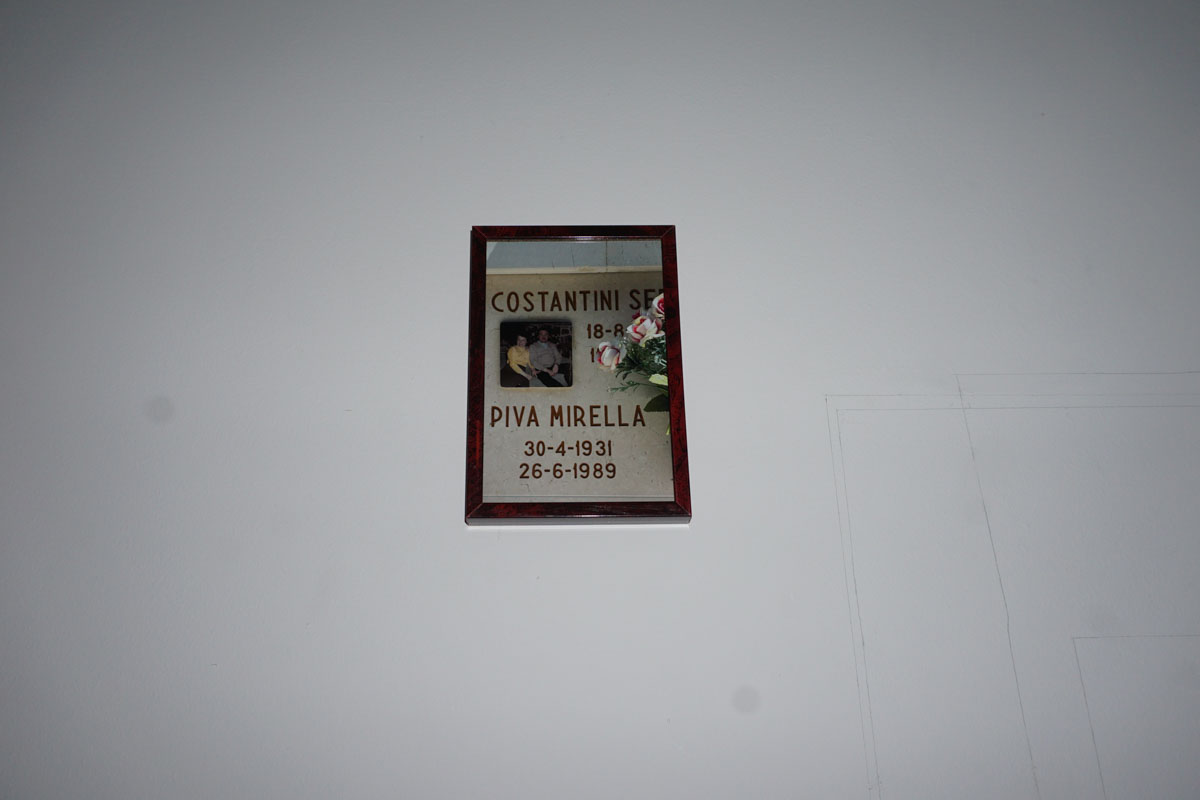 COSTANTINI
18-8
PIVA MIRELLA
30-4-1931
26-6-1989